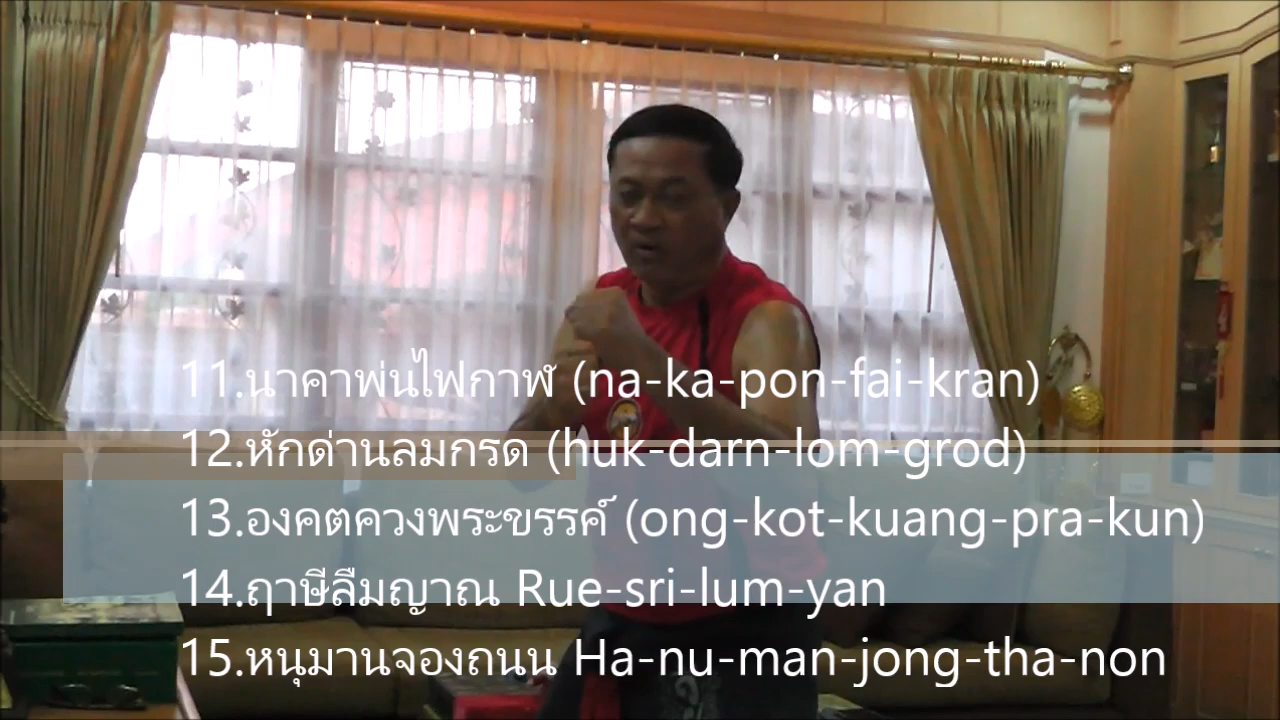 11.นาคาพ่นไฟกาฬ (na-ka-pon-fai-kran)
12.หักด่านลมกรด (huk-darn-lom-grod)
13.องคตควงพระขรรค์ (ong-kot-kuang-pra-kun)
14.ฤาษีลืมญาณ Rue-sri-lum-yan
15.หนุมานจองถนน Ha-nu-man-jong-tha-non